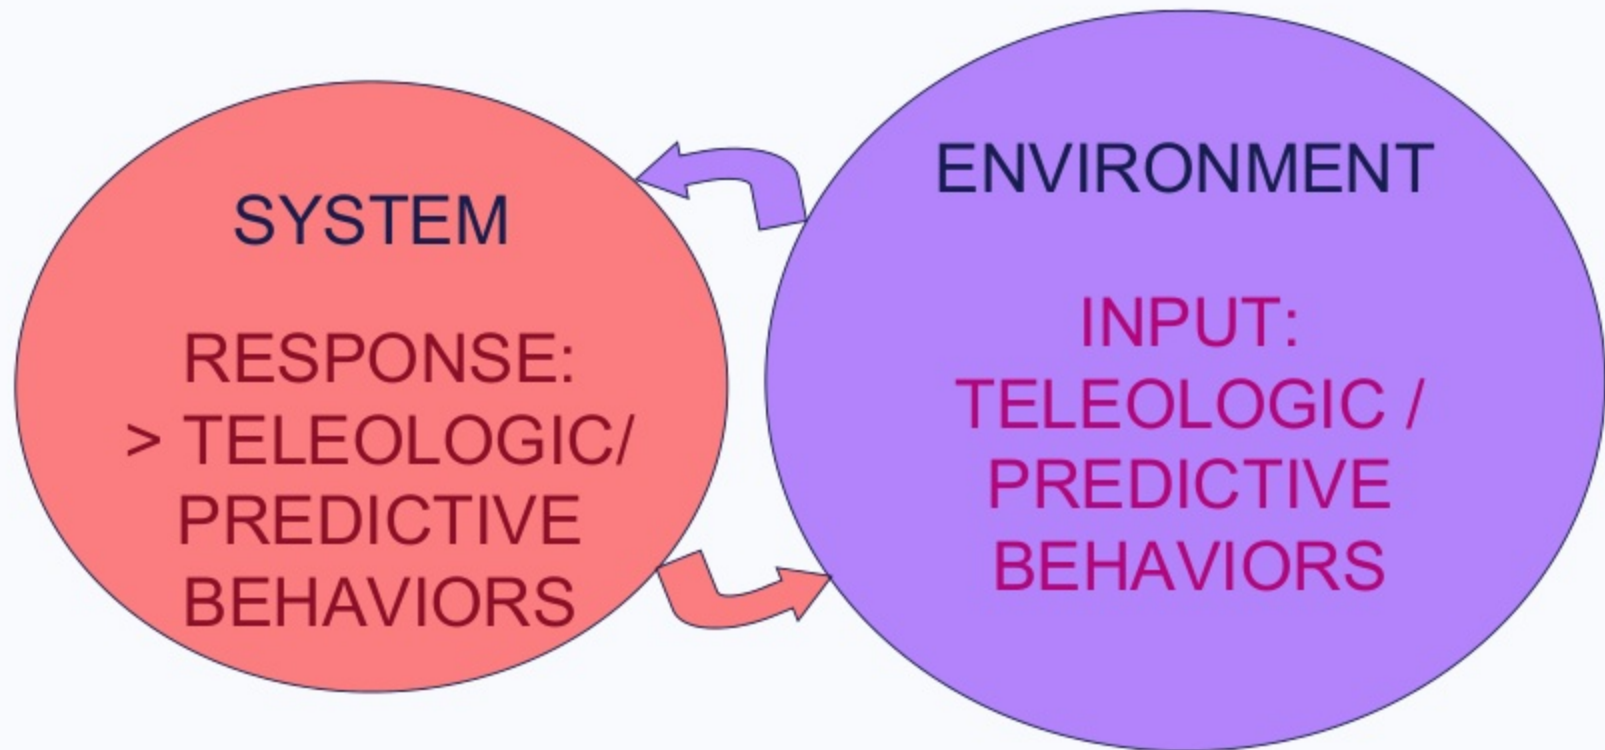 SYSTEM
RESPONSE:
> TELEOLOGIC/
PREDICTIVE
BEHAVIORS
ENVIRONMENT
INPUT:
TELEOLOGIC /
PREDICTIVE
BEHAVIORS